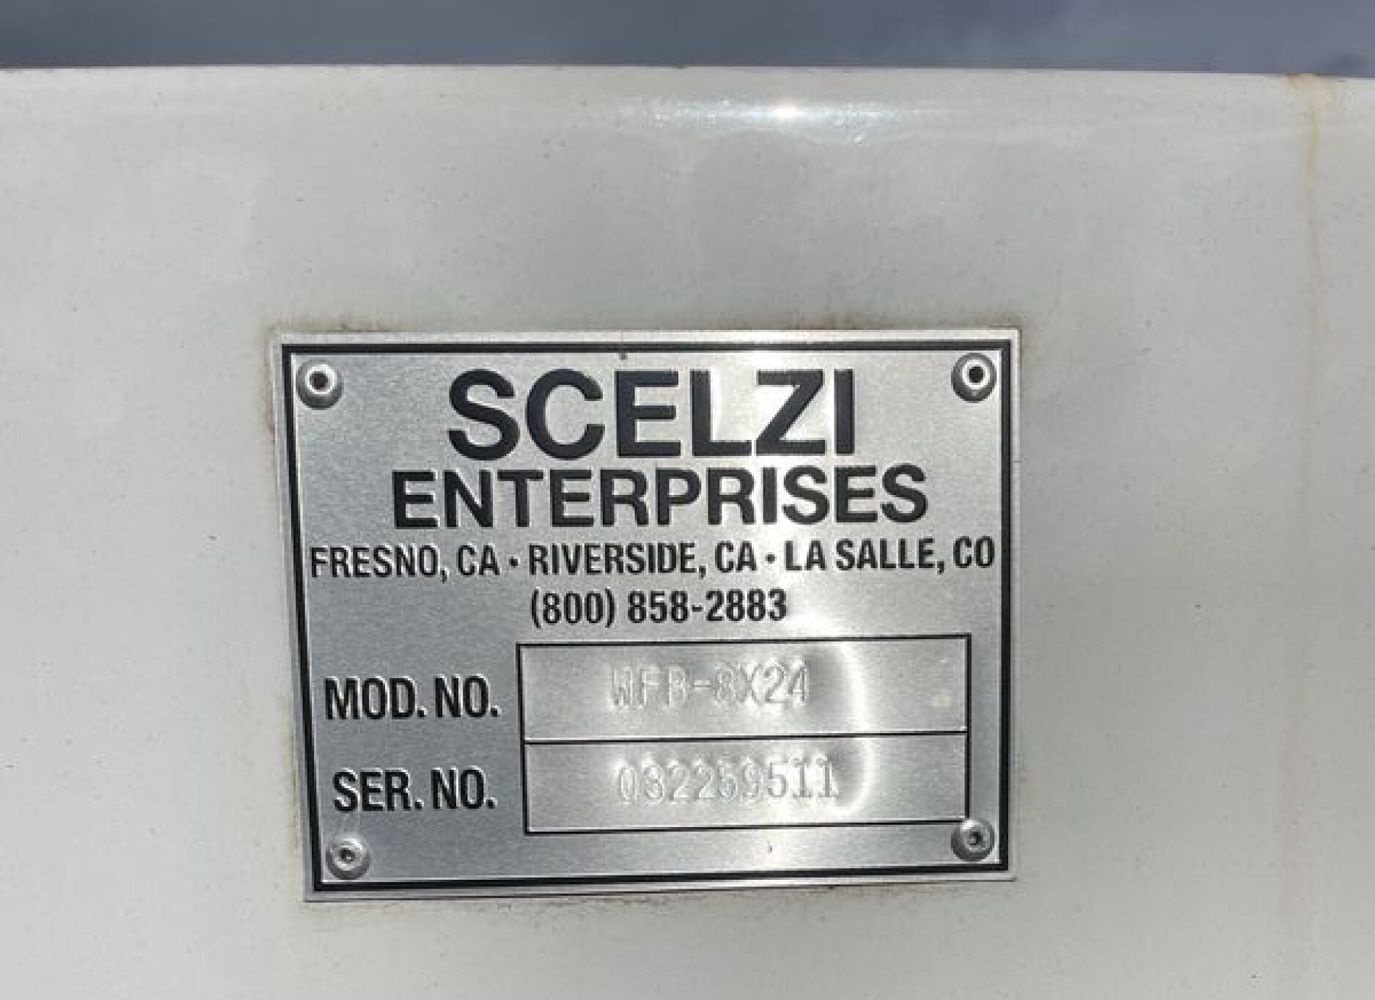 SCELZI
ENTERPRISES
FRESNO, CA · RIVERSIDE, CA · LA SALLE, CO
(800) 858-2883
MOD. NO. WFB-8X24
SER. NO. 032259511